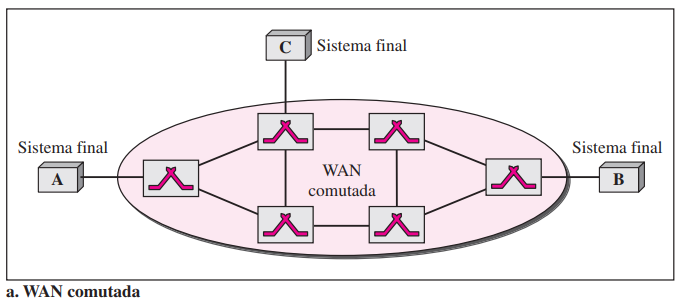 C
Sistema final
Sistema final
A
WAN
comutada
Sistema final
B
a. WAN comutada